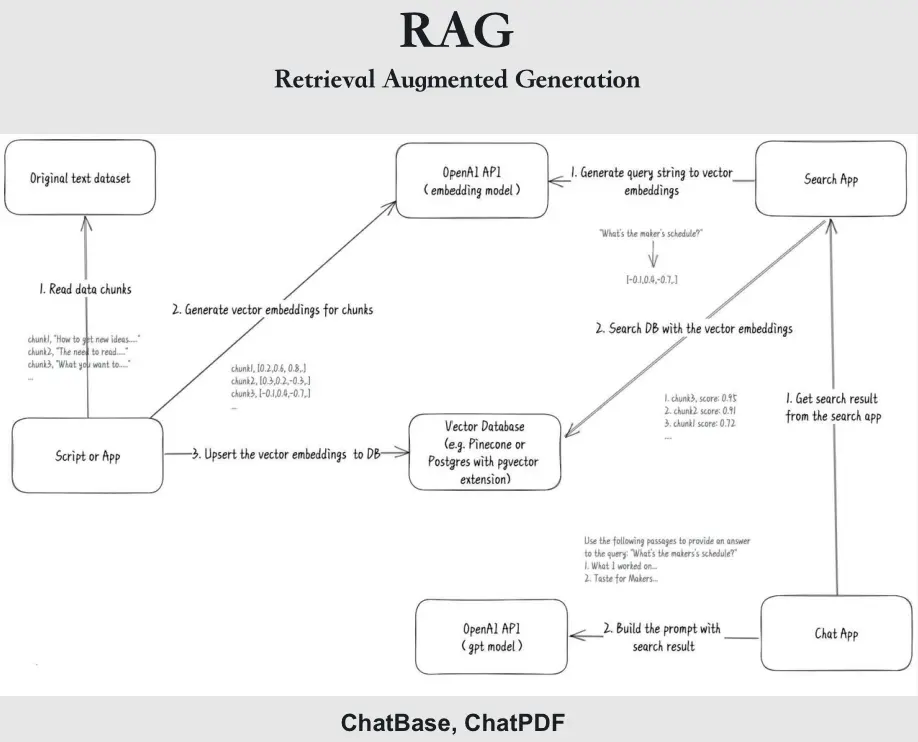 RAG
Retrieval Augmented Generation
Original text dataset
OpenAI API
(embedding model)
1. Generate query string to vector
embeddings
Search App
"What's the maker's schedule?"
[-0.1,0.4,-0.7,.]
1. Read data chunks
2. Generate vector embeddings for chunks
2. Search DB with the vector embeddings
chunk1, "How to get new ideas....."
chunk2, "The need to read....."
chunk3, "What you want to....."
...
chunk1, [0.2,0.6, 0.8,.]
chunk2, [0.3,0.2,-0.3,.]
chunk3, [-0.1,0.4,-0.7,.]
...
1. chunk3, score: 0.95
2. chunk2 score: 0.91
3. chunk1 score: 0.72
....
1. Get search result
from the search app
Script or App
3. Upsert the vector embeddings to DB
Vector Database
(e.g. Pinecone or
Postgres with pgvector
extension)
Use the following passages to provide an answer
to the query: "What's the makers's schedule?"
1. What I worked on...
2. Taste for Makers...
OpenAI API
(gpt model)
2. Build the prompt with
search result
Chat App
ChatBase, ChatPDF